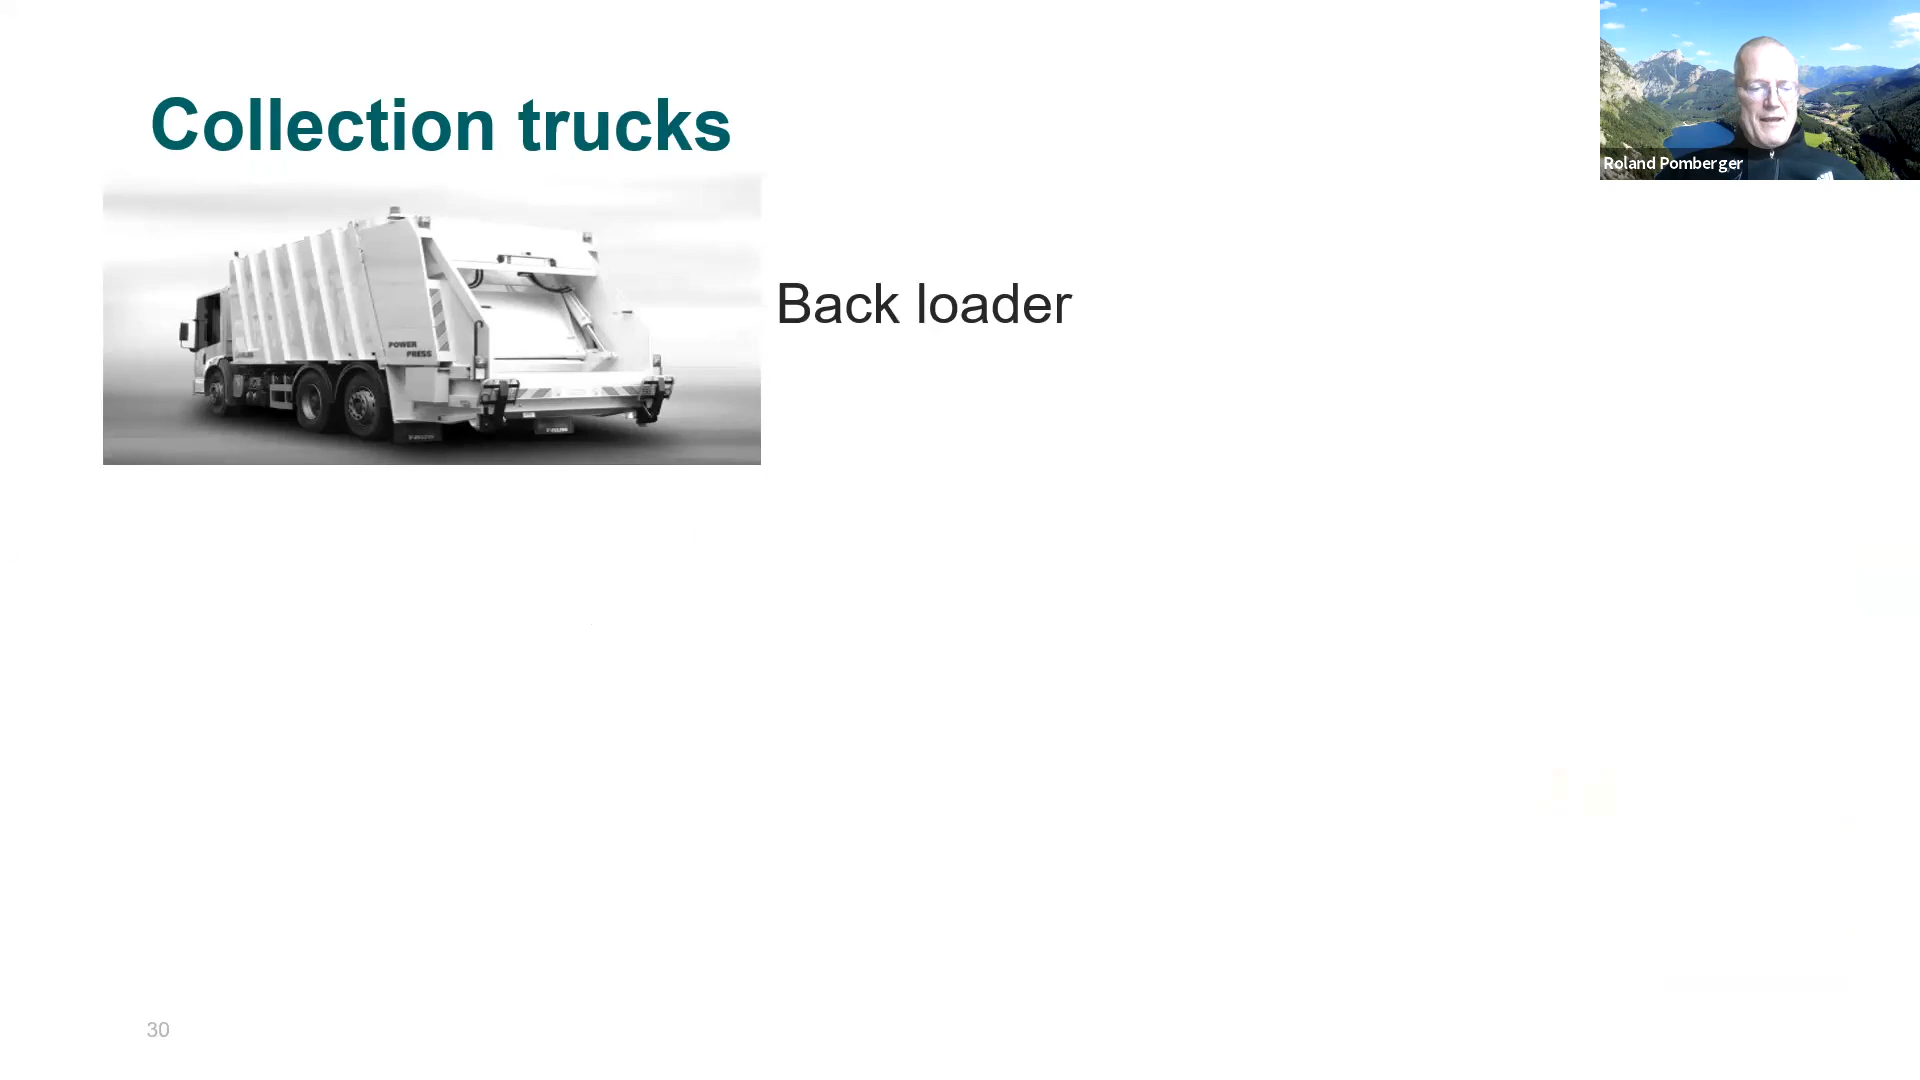 Collection trucks
Roland Pomberger
Back loader
POWER
PRESS
30